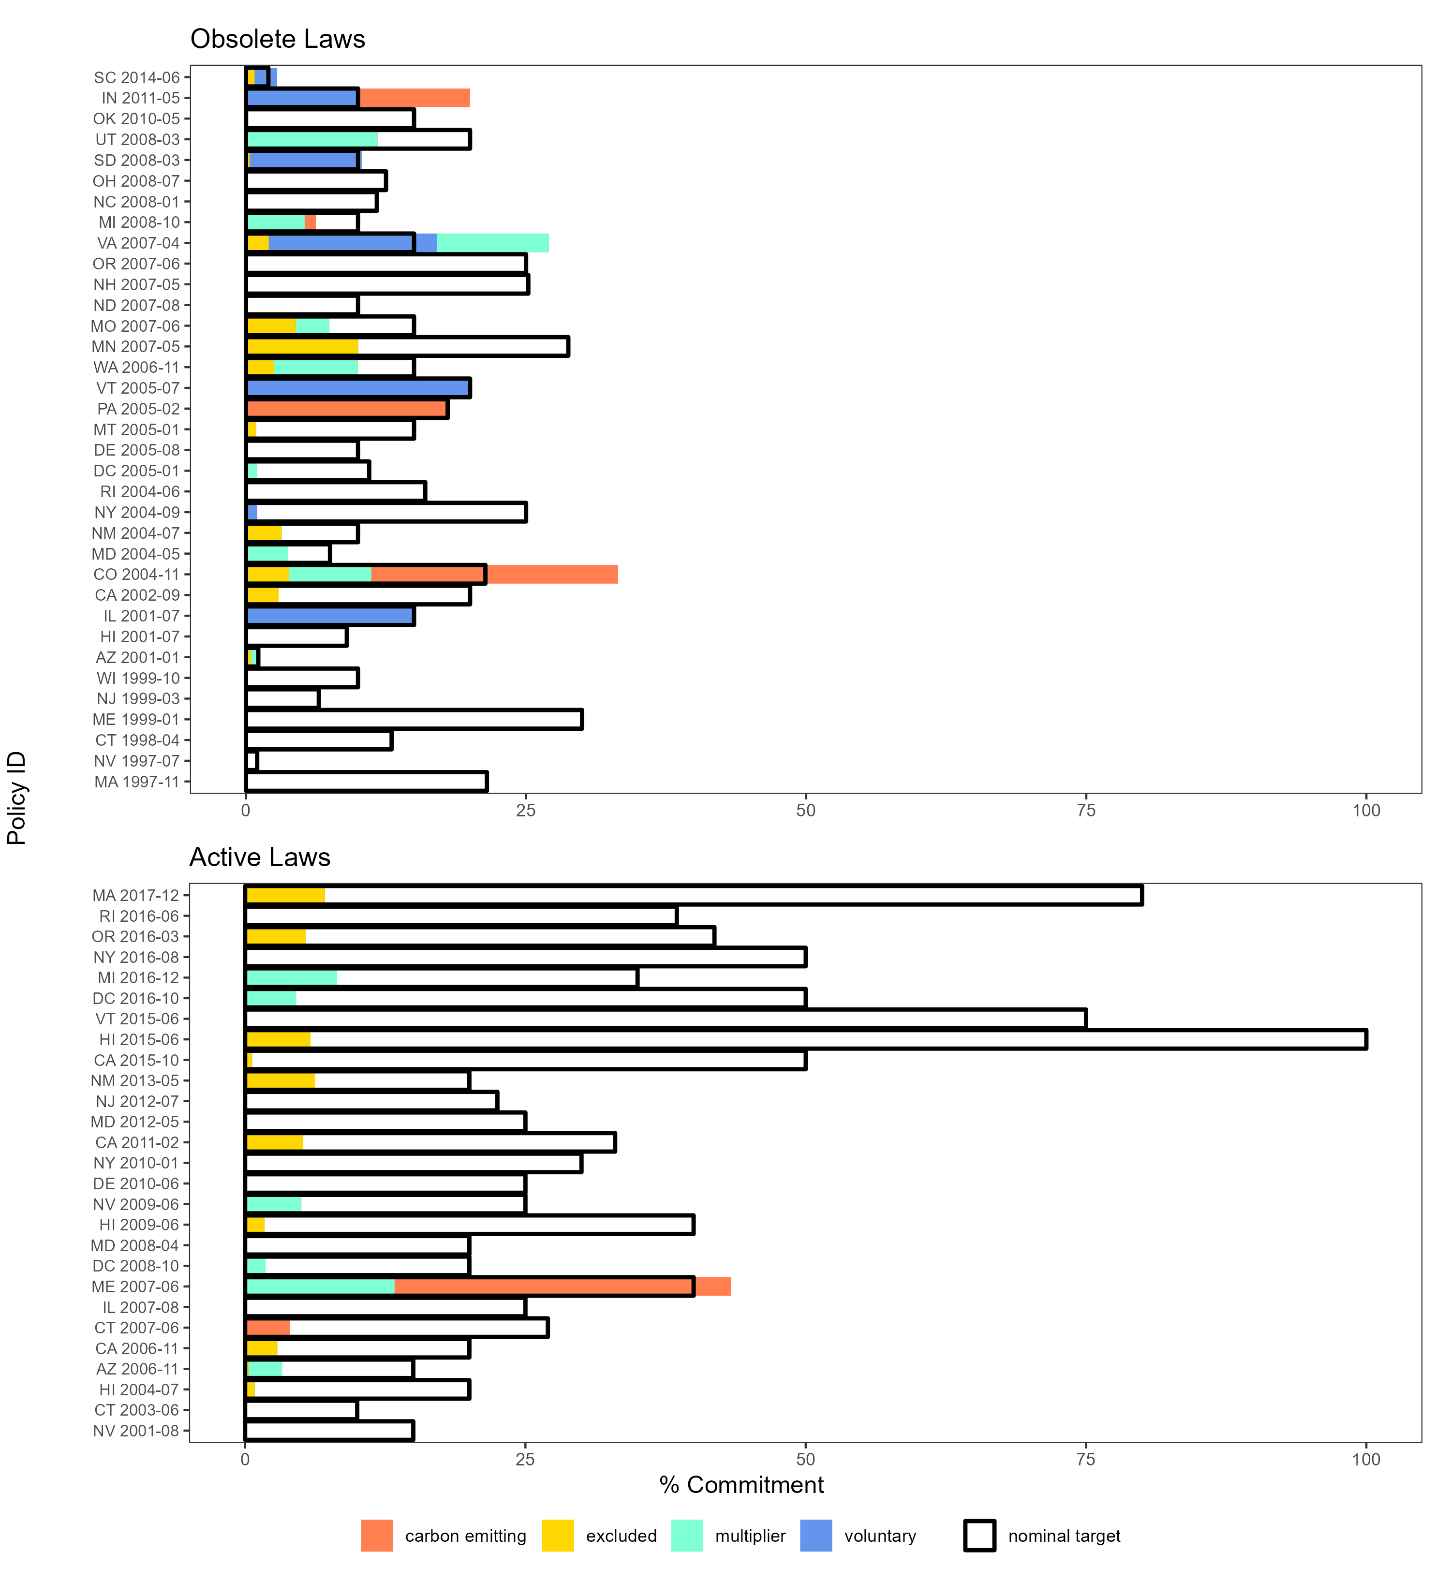 Obsolete Laws
SC 2014-06
IN 2011-05
OK 2010-05
UT 2008-03
SD 2008-03
OH 2008-07
NC 2008-01
MI 2008-10
VA 2007-04
OR 2007-06
NH 2007-05
ND 2007-08
MO 2007-06
MN 2007-05
WA 2006-11
VT 2005-07
PA 2005-02
MT 2005-01
DE 2005-08
DC 2005-01
RI 2004-06
NY 2004-09
NM 2004-07
MD 2004-05
CO 2004-11
CA 2002-09
IL 2001-07
HI 2001-07
AZ 2001-01
WI 1999-10
NJ 1999-03
ME 1999-01
CT 1998-04
NV 1997-07
MA 1997-11
0 25 50 75 100
Policy ID
Active Laws
MA 2017-12
RI 2016-06
OR 2016-03
NY 2016-08
MI 2016-12
DC 2016-10
VT 2015-06
HI 2015-06
CA 2015-10
NM 2013-05
NJ 2012-07
MD 2012-05
CA 2011-02
NY 2010-01
DE 2010-06
NV 2009-06
HI 2009-06
MD 2008-04
DC 2008-10
ME 2007-06
IL 2007-08
CT 2007-06
CA 2006-11
AZ 2006-11
HI 2004-07
CT 2003-06
NV 2001-08
0 25 50 75 100
% Commitment
carbon emitting excluded multiplier voluntary nominal target